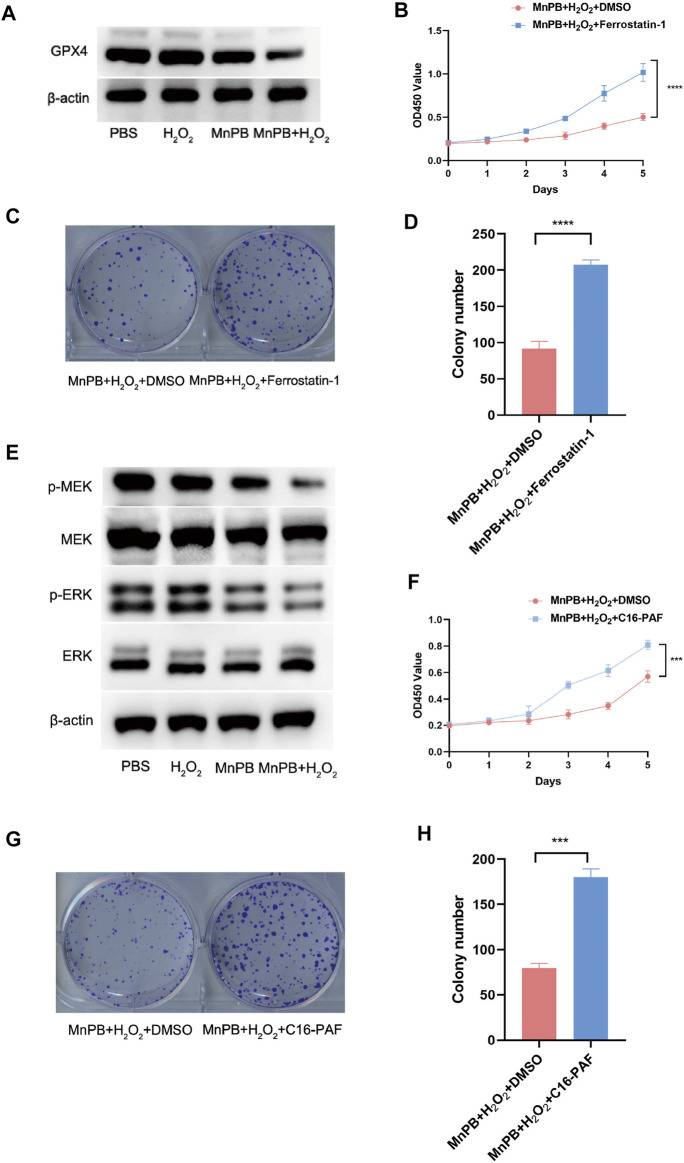 A
GPX4
β-actin
PBS H₂O₂ MnPB MnPB+H₂O₂
B
MnPB+H₂O₂+DMSO
MnPB+H₂O₂+Ferrostatin-1
OD450 Value
1.5
1.0
0.5
0.0
0 1 2 3 4 5
Days
****
C
MnPB+H₂O₂+DMSO MnPB+H₂O₂+Ferrostatin-1
D
****
Colony number
250
200
150
100
50
0
MnPB+H₂O₂+DMSO
MnPB+H₂O₂+Ferrostatin-1
E
p-MEK
MEK
p-ERK
ERK
β-actin
PBS H₂O₂ MnPB MnPB+H₂O₂
F
MnPB+H₂O₂+DMSO
MnPB+H₂O₂+C16-PAF
OD450 Value
1.0
0.8
0.6
0.4
0.2
0.0
0 1 2 3 4 5
Days
***
G
MnPB+H₂O₂+DMSO MnPB+H₂O₂+C16-PAF
H
***
Colony number
200
150
100
50
0
MnPB+H₂O₂+DMSO
MnPB+H₂O₂+C16-PAF